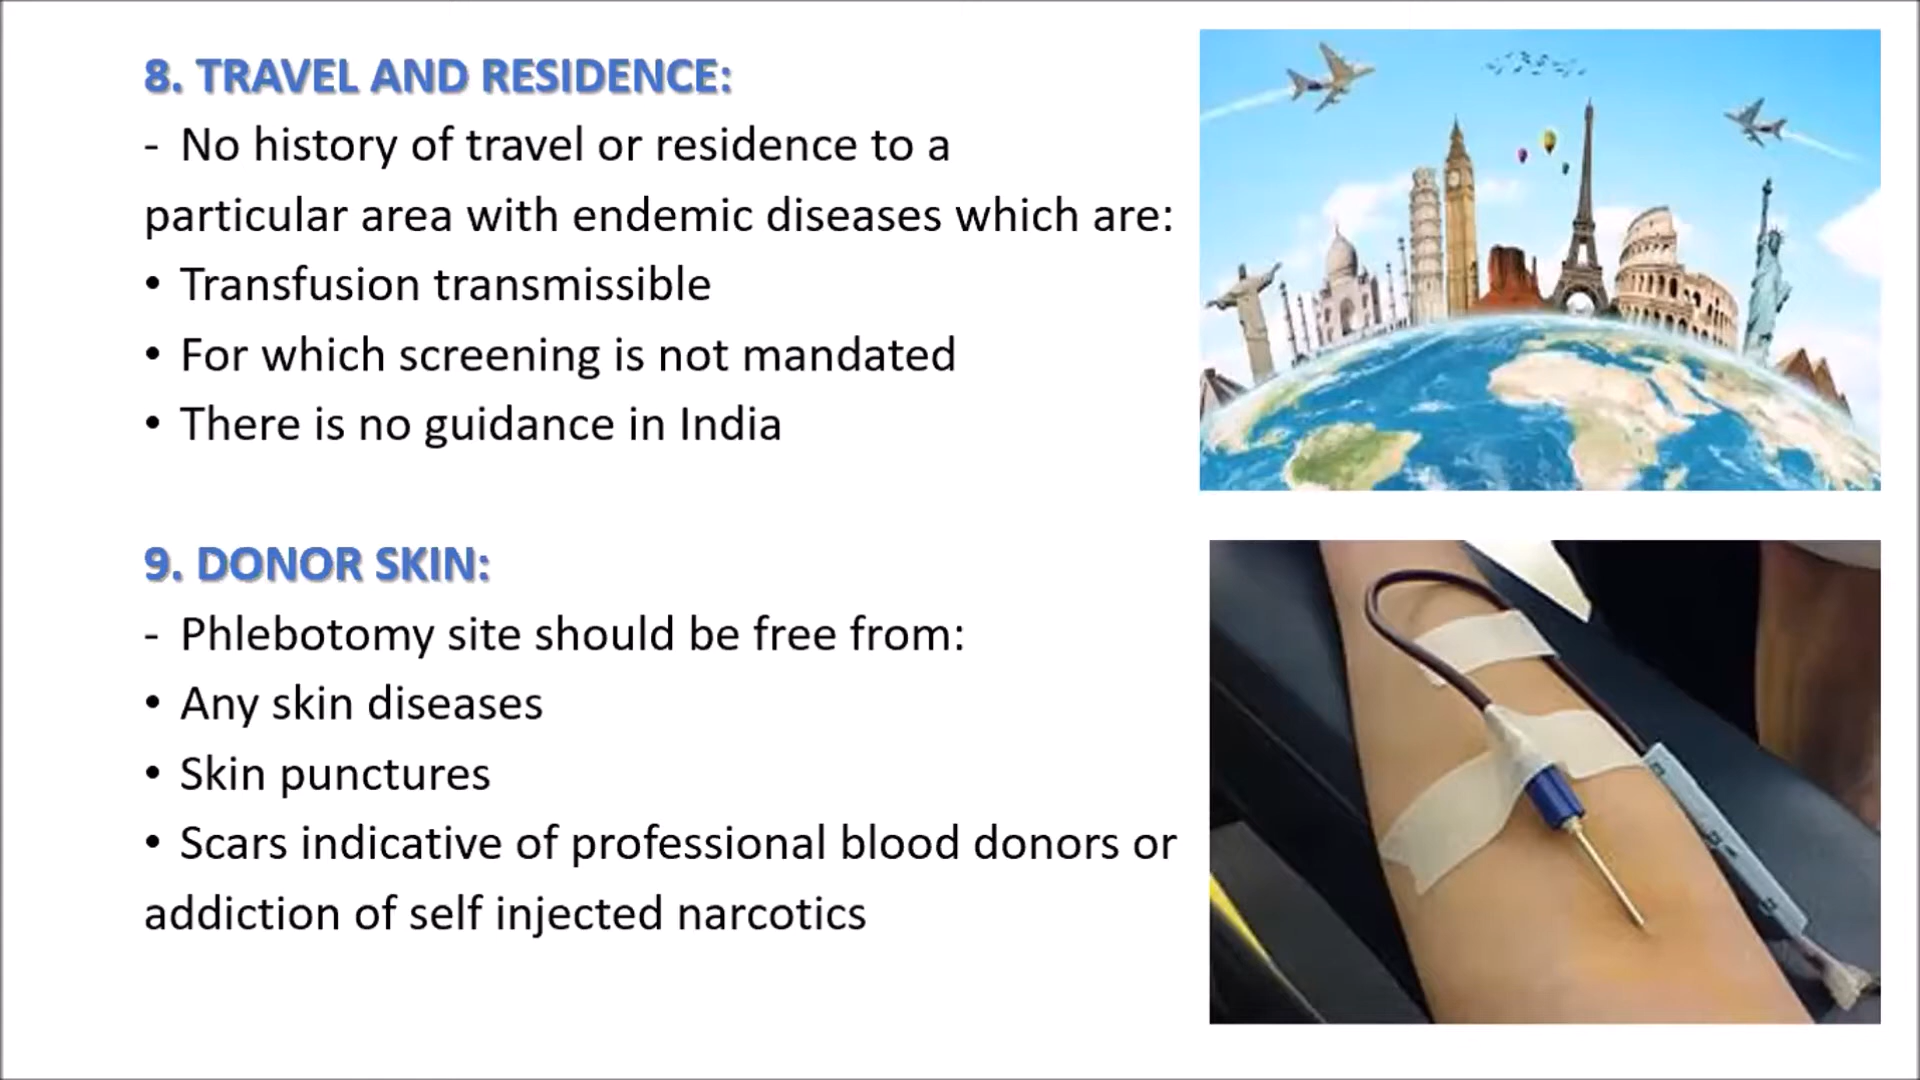 8. TRAVEL AND RESIDENCE:
- No history of travel or residence to a
particular area with endemic diseases which are:
• Transfusion transmissible
• For which screening is not mandated
• There is no guidance in India
9. DONOR SKIN:
- Phlebotomy site should be free from:
• Any skin diseases
• Skin punctures
• Scars indicative of professional blood donors or
addiction of self injected narcotics